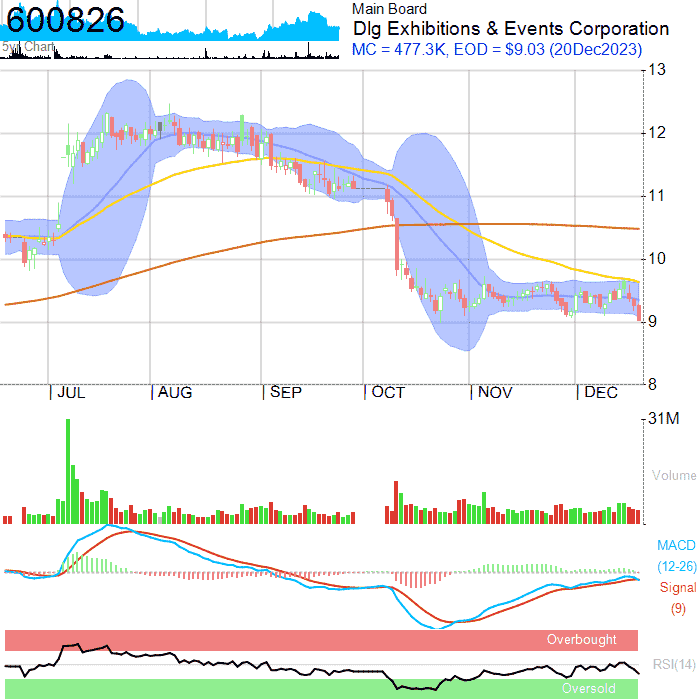 600826
5yr Chart
Main Board
Dlg Exhibitions & Events Corporation
MC = 477.3K, EOD = $9.03 (20Dec2023)
13
12
11
10
9
8
JUL AUG SEP OCT NOV DEC
31M
Volume
MACD
(12-26)
Signal
(9)
Overbought
RSI(14)
Oversold